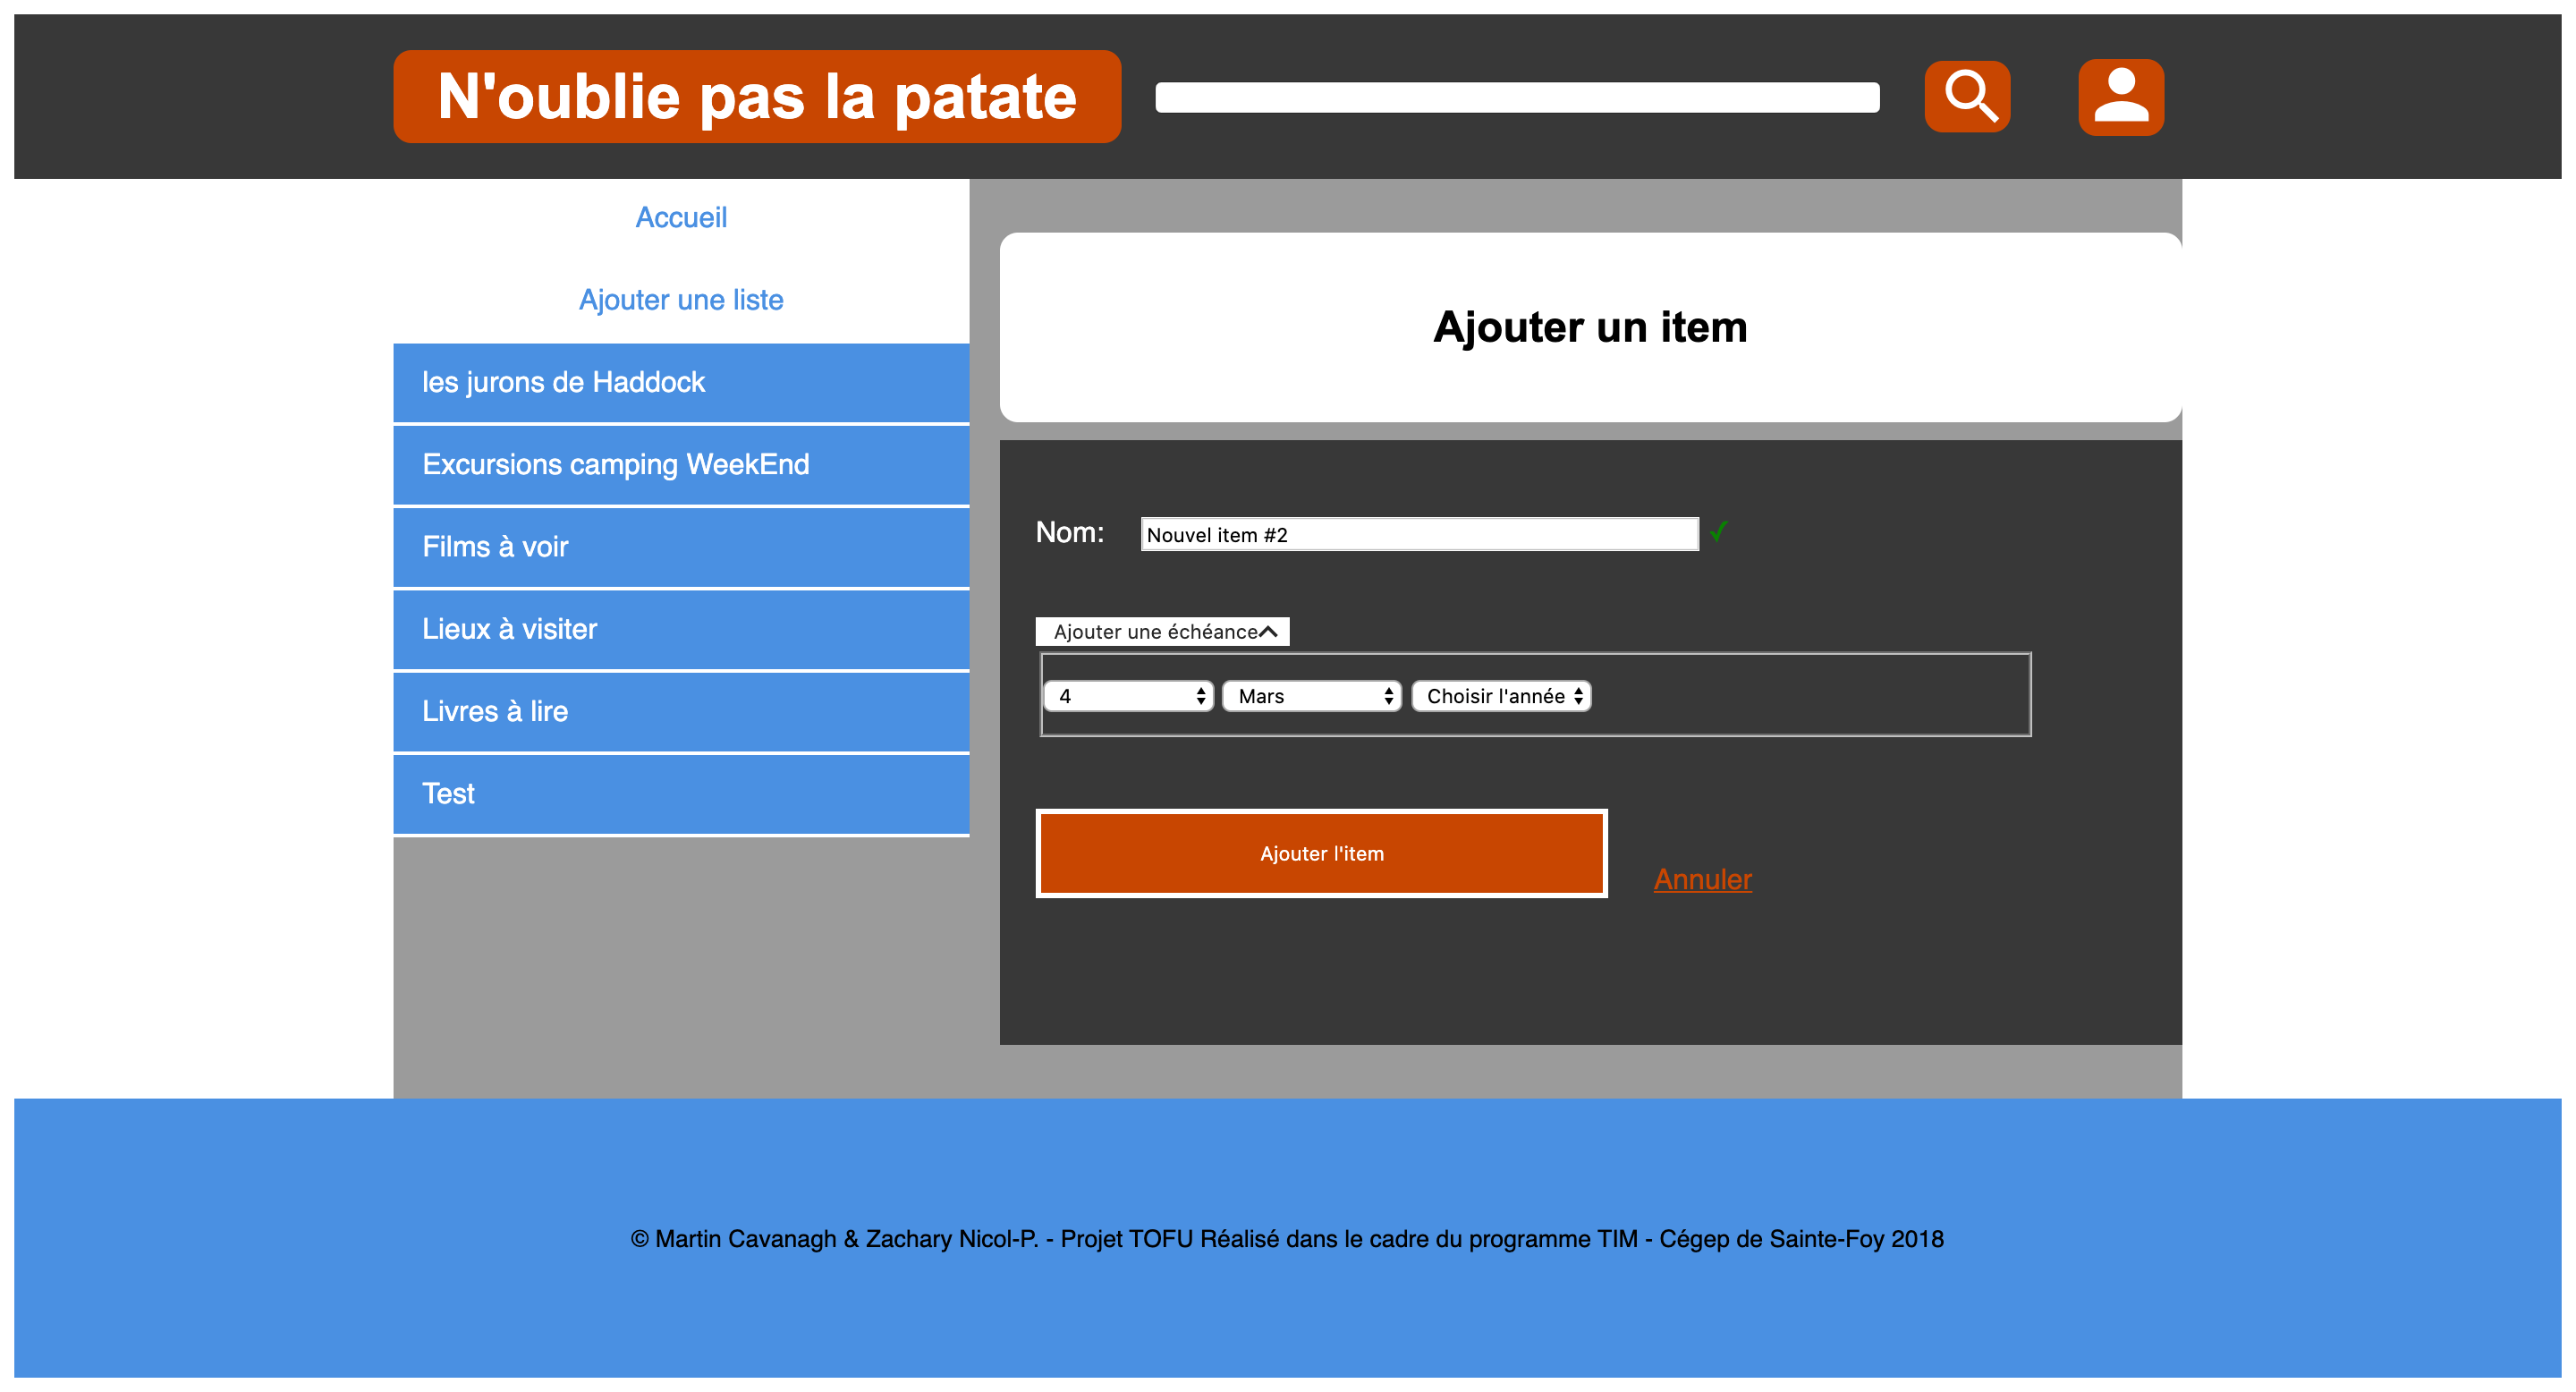 N'oublie pas la patate
Accueil
Ajouter une liste
les jurons de Haddock
Excursions camping WeekEnd
Films à voir
Lieux à visiter
Livres à lire
Test
Ajouter un item
Nom: Nouvel item #2 ✓
Ajouter une échéance
4 Mars Choisir l'année
Ajouter l'item Annuler
© Martin Cavanagh & Zachary Nicol-P. - Projet TOFU Réalisé dans le cadre du programme TIM - Cégep de Sainte-Foy 2018